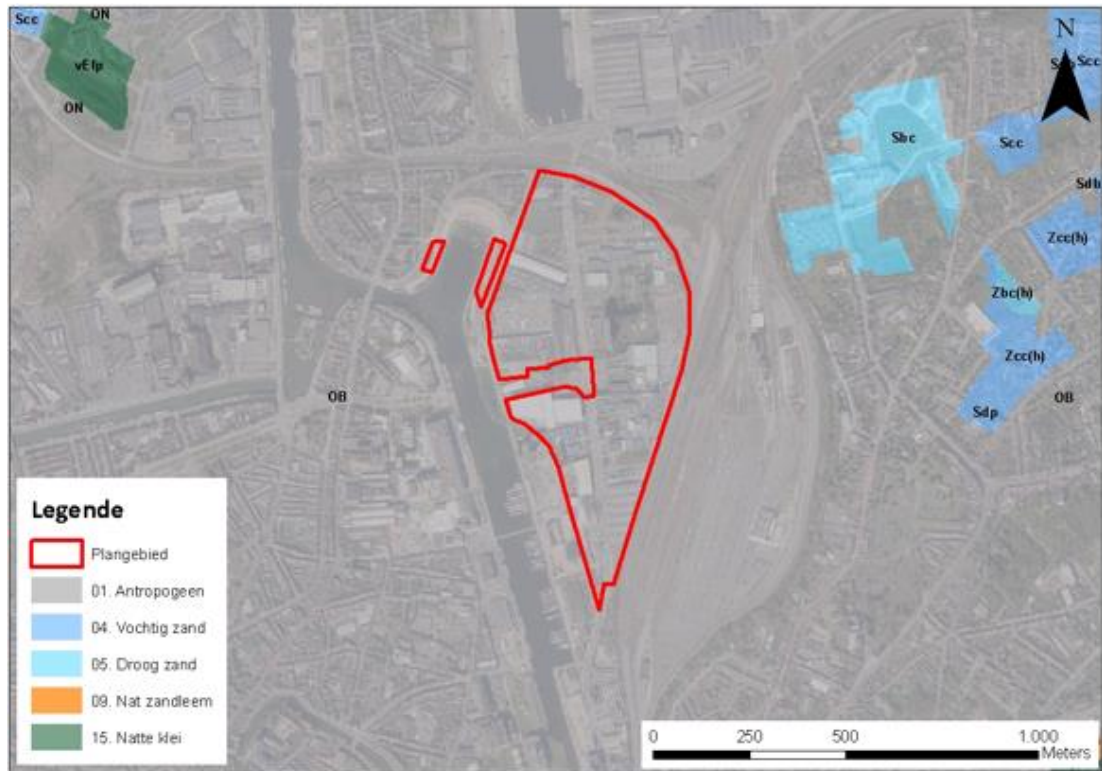 Scc
ON
vEfp
ON
N
Scc
Sbc
Scc
Sdb
Zcc(h)
Zbc(h)
Zcc(h)
OB
OB
Sdp
Legende
Plangebied
01. Antropogeen
04. Vochtig zand
05. Droog zand
09. Nat zandleem
15. Natte klei
0 250 500 1.000
Meters